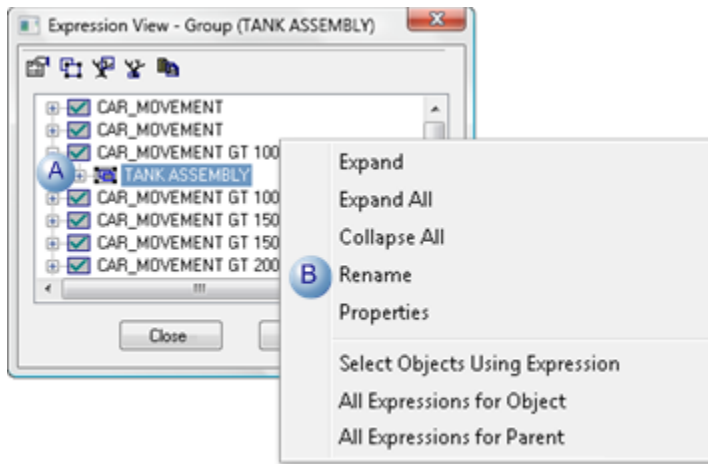 Expression View - Group (TANK ASSEMBLY)
CAR_MOVEMENT
CAR_MOVEMENT
CAR_MOVEMENT GT 100
A
TANK ASSEMBLY
CAR_MOVEMENT GT 100
CAR_MOVEMENT GT 150
CAR_MOVEMENT GT 150
CAR_MOVEMENT GT 200
Close
Expand
Expand All
Collapse All
B
Rename
Properties
Select Objects Using Expression
All Expressions for Object
All Expressions for Parent